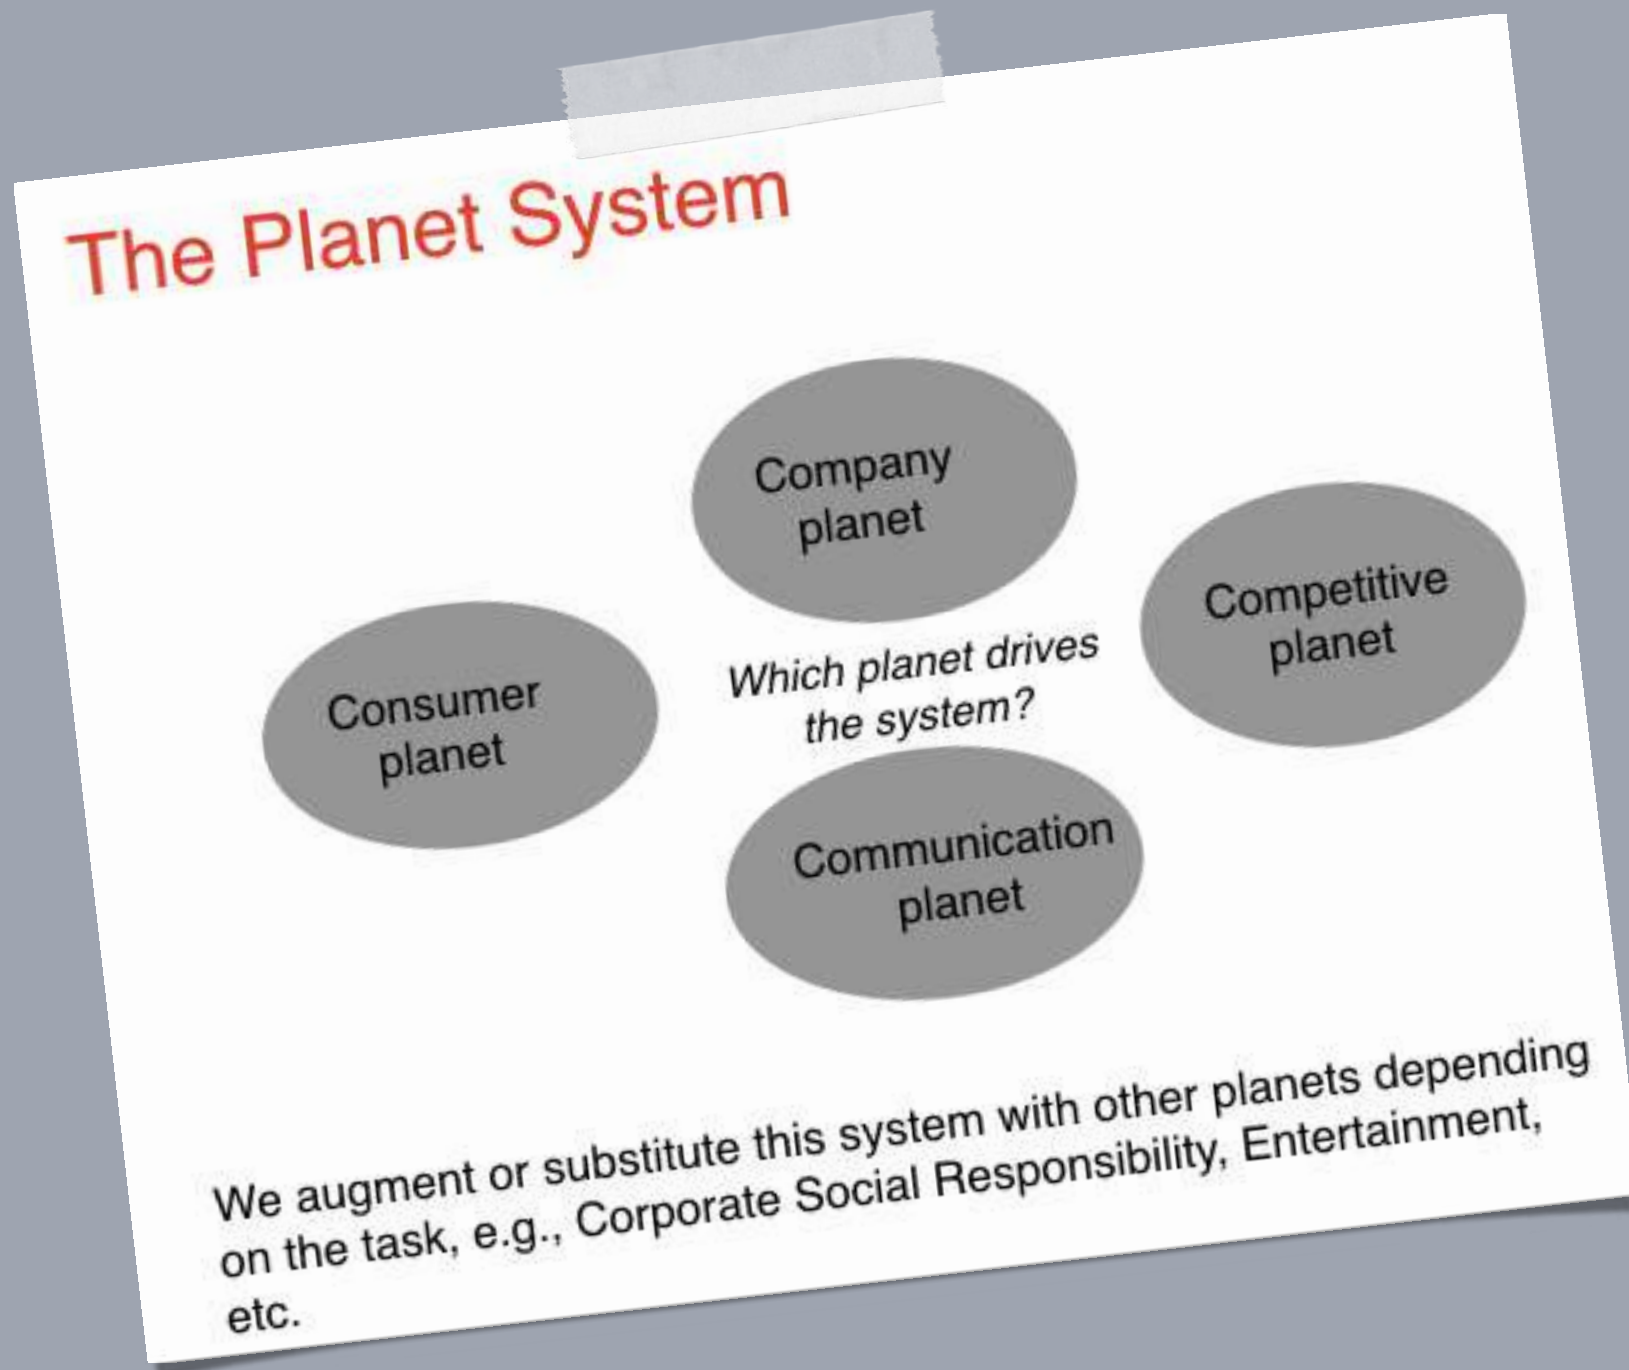 The Planet System
Company
planet
Competitive
planet
Consumer
planet
Which planet drives
the system?
Communication
planet
We augment or substitute this system with other planets depending
on the task, e.g., Corporate Social Responsibility, Entertainment,
etc.